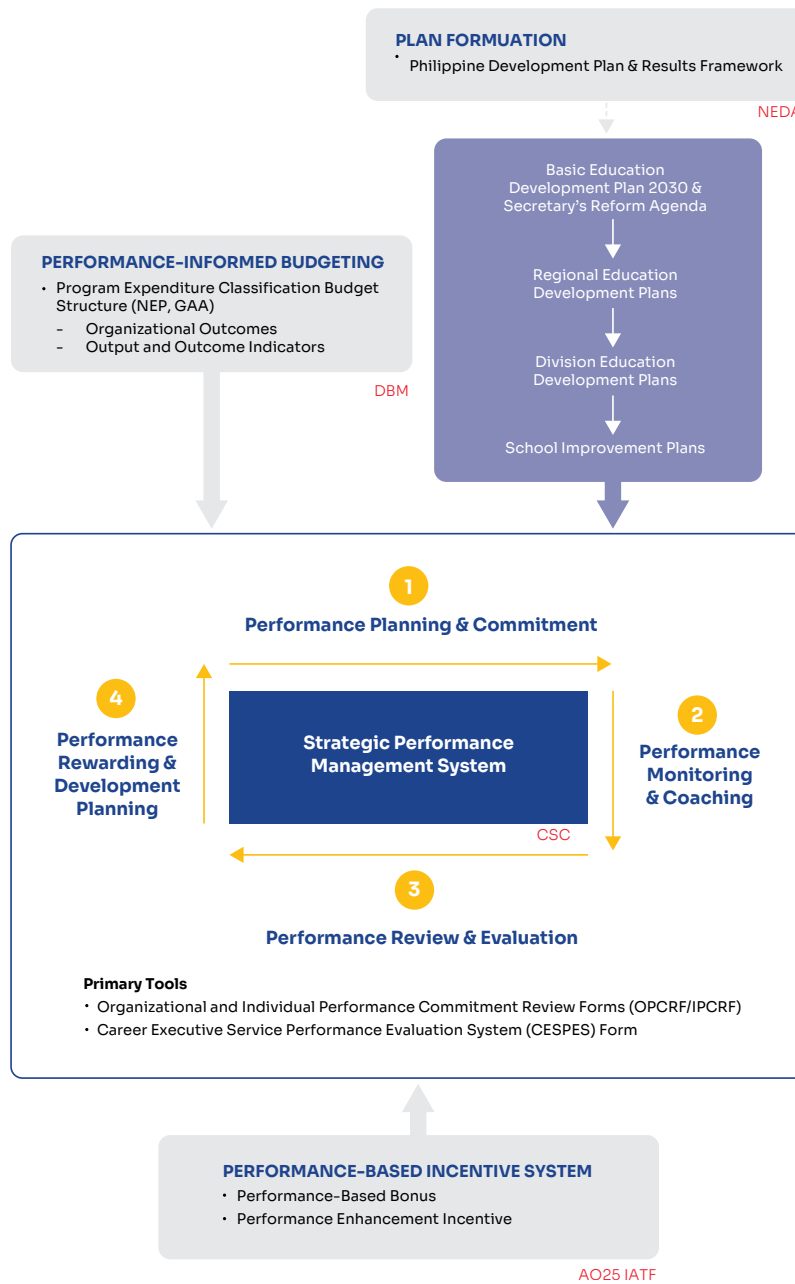 PLAN FORMUATION
• Philippine Development Plan & Results Framework
NEDA
Basic Education
Development Plan 2030 &
Secretary's Reform Agenda
Regional Education
Development Plans
Division Education
Development Plans
School Improvement Plans
PERFORMANCE-INFORMED BUDGETING
• Program Expenditure Classification Budget
Structure (NEP, GAA)
- Organizational Outcomes
- Output and Outcome Indicators
DBM
1
Performance Planning & Commitment
2
Performance
Monitoring
& Coaching
3
Performance Review & Evaluation
4
Performance
Rewarding &
Development
Planning
Strategic Performance
Management System
CSC
Primary Tools
• Organizational and Individual Performance Commitment Review Forms (OPCRF/IPCRF)
• Career Executive Service Performance Evaluation System (CESPES) Form
PERFORMANCE-BASED INCENTIVE SYSTEM
• Performance-Based Bonus
• Performance Enhancement Incentive
AO25 IATF